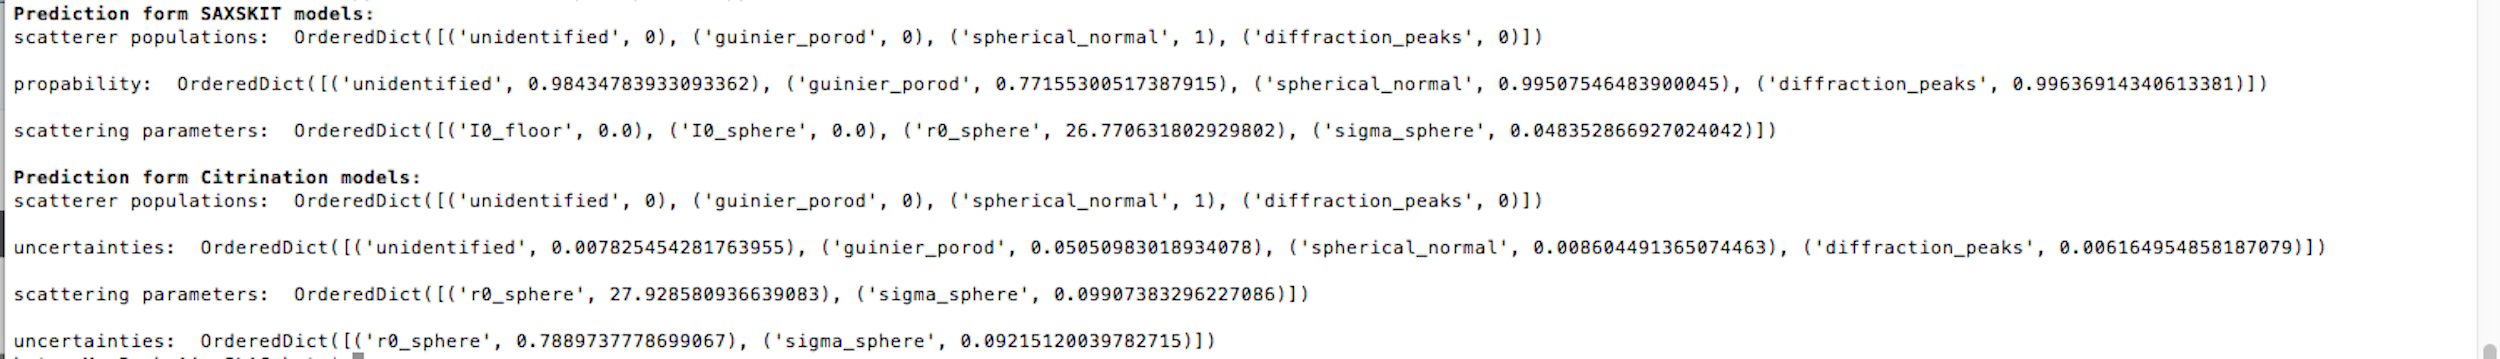 Prediction form SAXSKIT models:
scatterer populations:  OrderedDict([('unidentified', 0), ('guinier_porod', 0), ('spherical_normal', 1), ('diffraction_peaks', 0)])
propability:  OrderedDict([('unidentified', 0.98434783933093362), ('guinier_porod', 0.77155300517387915), ('spherical_normal', 0.99507546483900045), ('diffraction_peaks', 0.99636914340613381)])
scattering parameters:  OrderedDict([('I0_floor', 0.0), ('I0_sphere', 0.0), ('r0_sphere', 26.770631802929802), ('sigma_sphere', 0.048352866927024042)])
Prediction form Citrination models:
scatterer populations:  OrderedDict([('unidentified', 0), ('guinier_porod', 0), ('spherical_normal', 1), ('diffraction_peaks', 0)])
uncertainties:  OrderedDict([('unidentified', 0.007825454281763955), ('guinier_porod', 0.05050983018934078), ('spherical_normal', 0.008604491365074463), ('diffraction_peaks', 0.006164954858187079)])
scattering parameters:  OrderedDict([('r0_sphere', 27.928580936639083), ('sigma_sphere', 0.09907383296227086)])
uncertainties:  OrderedDict([('r0_sphere', 0.7889737778699067), ('sigma_sphere', 0.09215120039782715)])